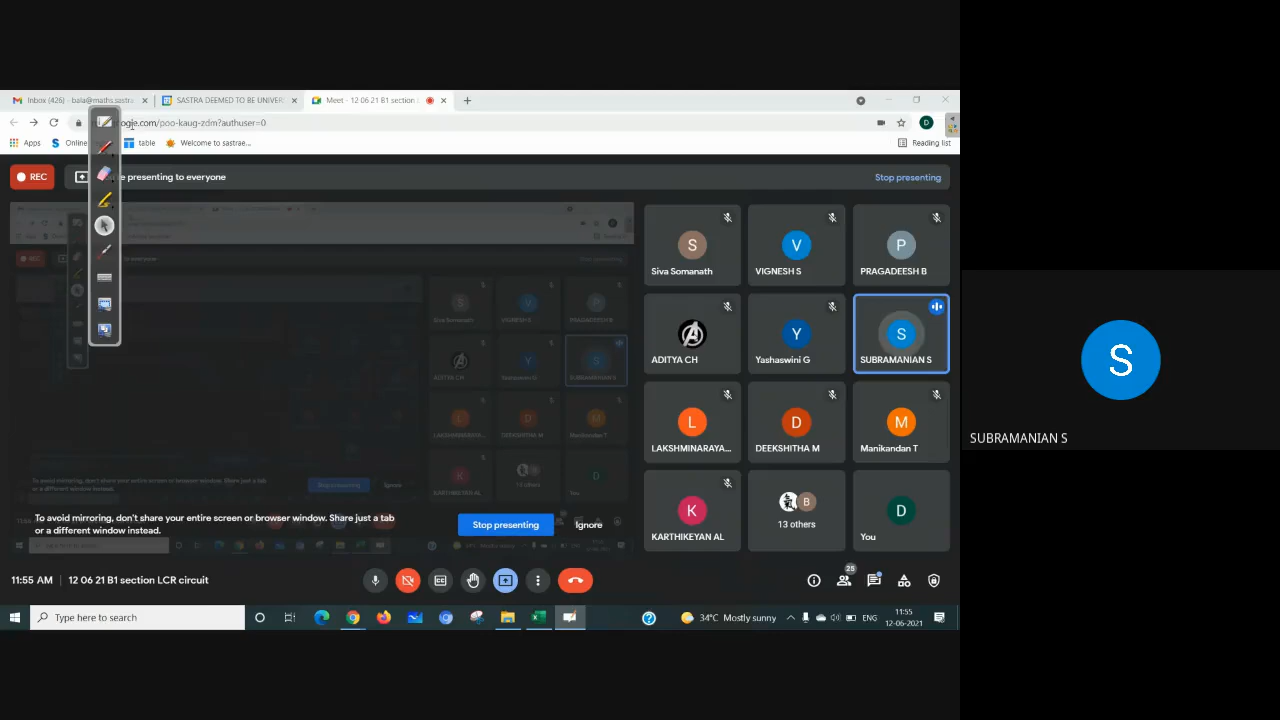 Inbox (426) - bala@maths.sastra
SASTRA DEEMED TO BE UNIVER
Meet - 12 06 21 B1 section
.com/poo-kaug-zdm?authuser=0
Apps
Online
table
Welcome to sastrae...
Reading list
REC
presenting to everyone
Stop presenting
Siva Somanath
VIGNESH S
PRAGADEESH B
ADITYA CH
Yashaswini G
SUBRAMANIAN S
LAKSHMINARAYA...
DEEKSHITHA M
Manikandan T
KARTHIKEYAN AL
13 others
You
S
V
P
Y
S
L
D
M
K
B
D
D
S
SUBRAMANIAN S
To avoid mirroring, don't share your entire screen or browser window. Share just a tab
or a different window instead.
Stop presenting
Ignore
11:55 AM | 12 06 21 B1 section LCR circuit
26
Type here to search
34°C Mostly sunny
ENG
11:55
12-06-2021